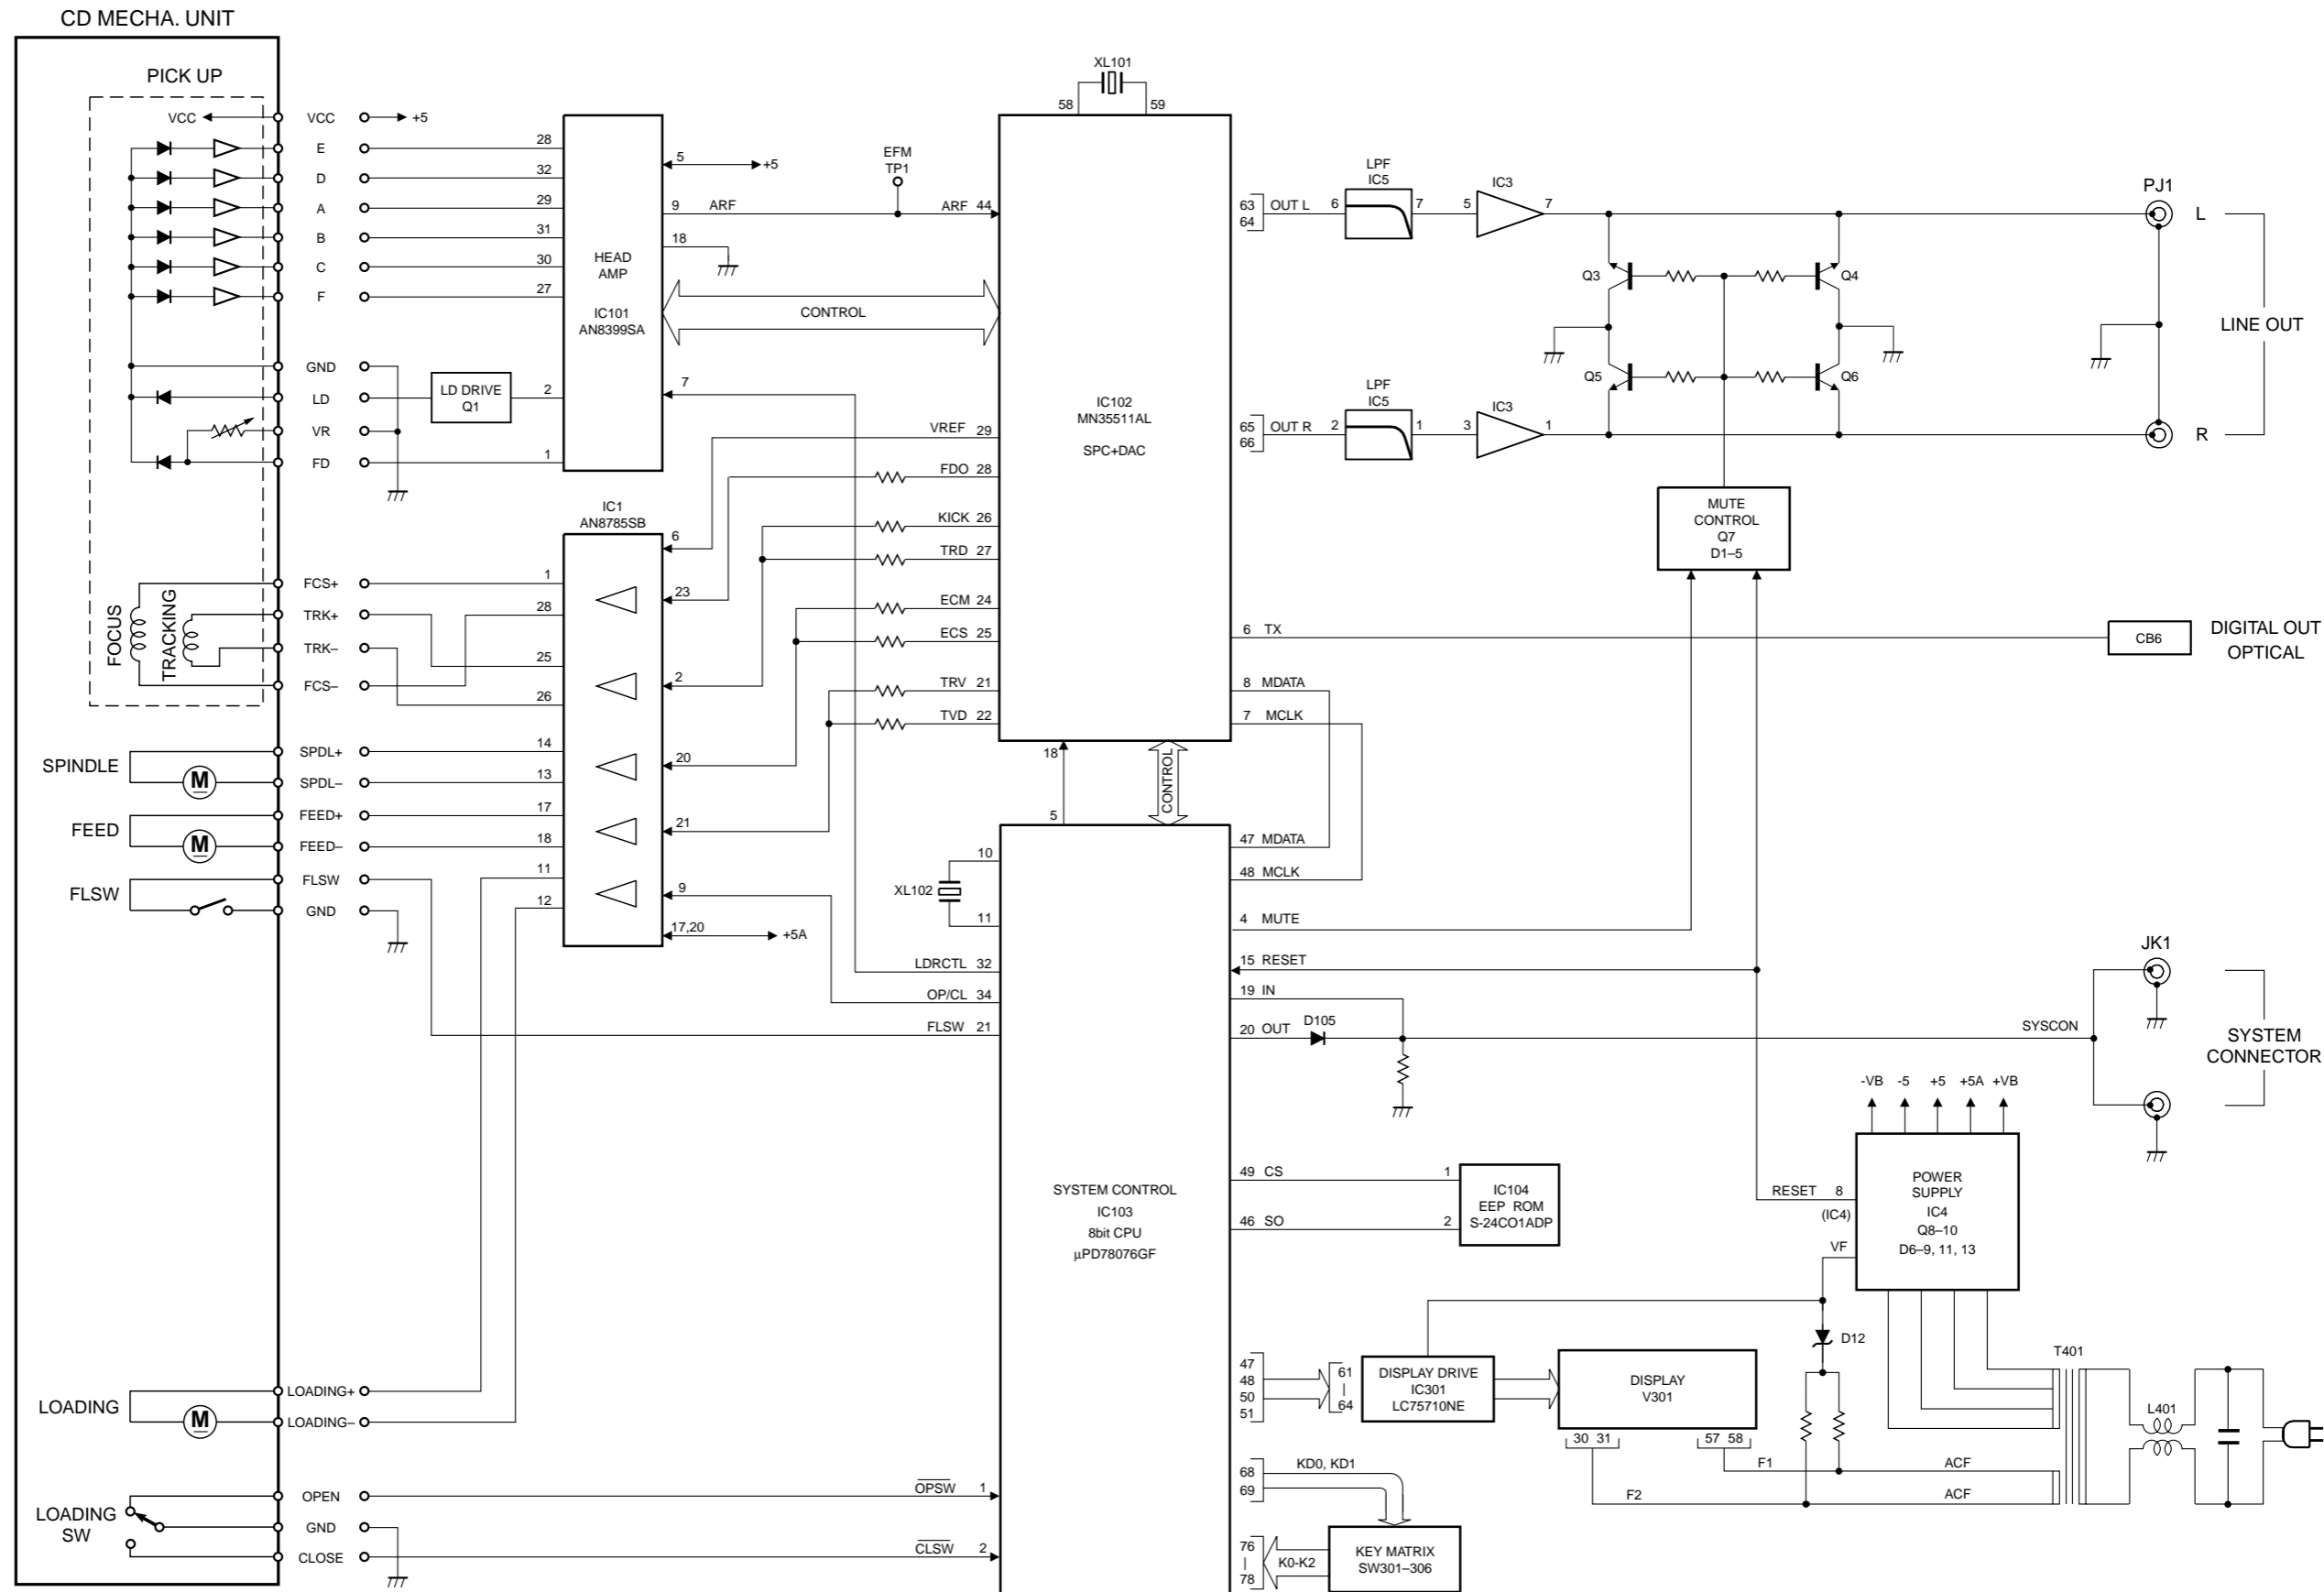 CD MECHA. UNIT
PICK UP
VCC
VCC
+5
E
28
D
32
A
29
B
31
C
30
F
27
GND
LD
LD DRIVE
Q1
2
VR
FD
1
HEAD
AMP
IC101
AN8399SA
5
+5
9 ARF
EFM
TP1
ARF 44
18
CONTROL
7
XL101
58
59
IC102
MN35511AL
SPC+DAC
VREF 29
FDO 28
KICK 26
TRD 27
ECM 24
ECS 25
TRV 21
TVD 22
63
64
OUT L
6
LPF
IC5
7
5
IC3
7
PJ1
L
Q3
Q4
LINE OUT
Q5
Q6
65
66
OUT R
2
LPF
IC5
1
3
IC3
1
R
MUTE
CONTROL
Q7
D1–5
6 TX
CB6
DIGITAL OUT
OPTICAL
8 MDATA
7 MCLK
18
CONTROL
5
IC1
AN8785SB
6
23
2
20
21
9
17,20
+5A
FOCUS
TRACKING
FCS+
1
TRK+
28
TRK–
25
FCS–
26
SPINDLE
M
SPDL+
14
SPDL–
13
FEED
M
FEED+
17
FEED–
18
FLSW
FLSW
11
GND
12
XL102
10
11
LDRCTL 32
OP/CL 34
FLSW 21
47 MDATA
48 MCLK
4 MUTE
15 RESET
19 IN
20 OUT
D105
SYSCON
JK1
SYSTEM
CONNECTOR
SYSTEM CONTROL
IC103
8bit CPU
µPD78076GF
49 CS
1
46 SO
2
IC104
EEP ROM
S-24CO1ADP
-VB -5 +5 +5A +VB
POWER
SUPPLY
IC4
Q8–10
D6–9, 11, 13
RESET 8
(IC4)
VF
D12
T401
L401
47
48
50
51
61
|
64
DISPLAY DRIVE
IC301
LC75710NE
DISPLAY
V301
30 31
57 58
F1
ACF
F2
ACF
68
69
KD0, KD1
76
|
78
K0-K2
KEY MATRIX
SW301–306
LOADING
M
LOADING+
LOADING–
LOADING
SW
OPEN
OPSW 1
GND
CLOSE
CLSW 2